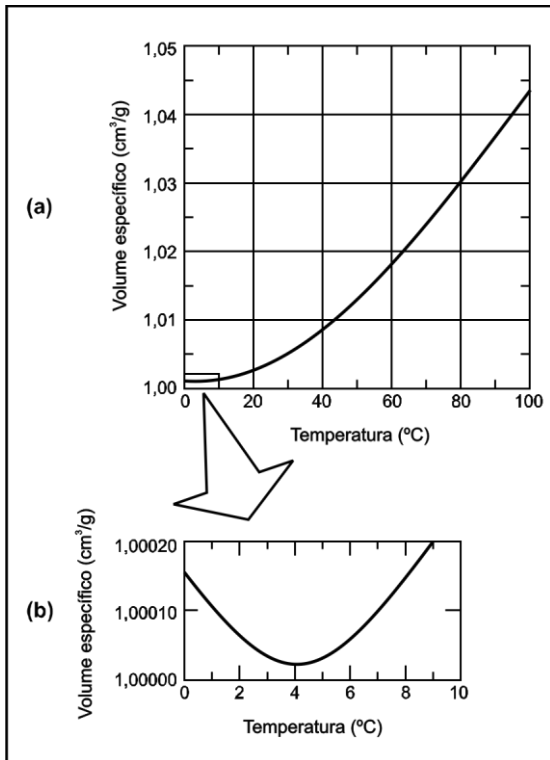 (a)
Volume específico (cm³/g)
1,05
1,04
1,03
1,02
1,01
1,00
0 20 40 60 80 100
Temperatura (ºC)
(b)
Volume específico (cm³/g)
1,00020
1,00010
1,00000
0 2 4 6 8 10
Temperatura (ºC)